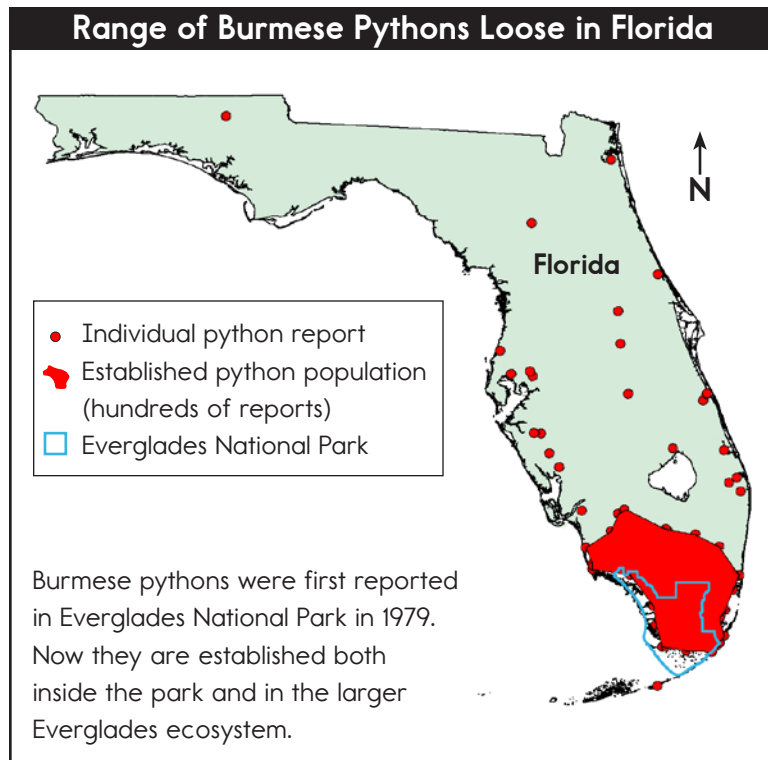 Range of Burmese Pythons Loose in Florida
N
Florida
Individual python report
Established python population
(hundreds of reports)
Everglades National Park
Burmese pythons were first reported
in Everglades National Park in 1979.
Now they are established both
inside the park and in the larger
Everglades ecosystem.